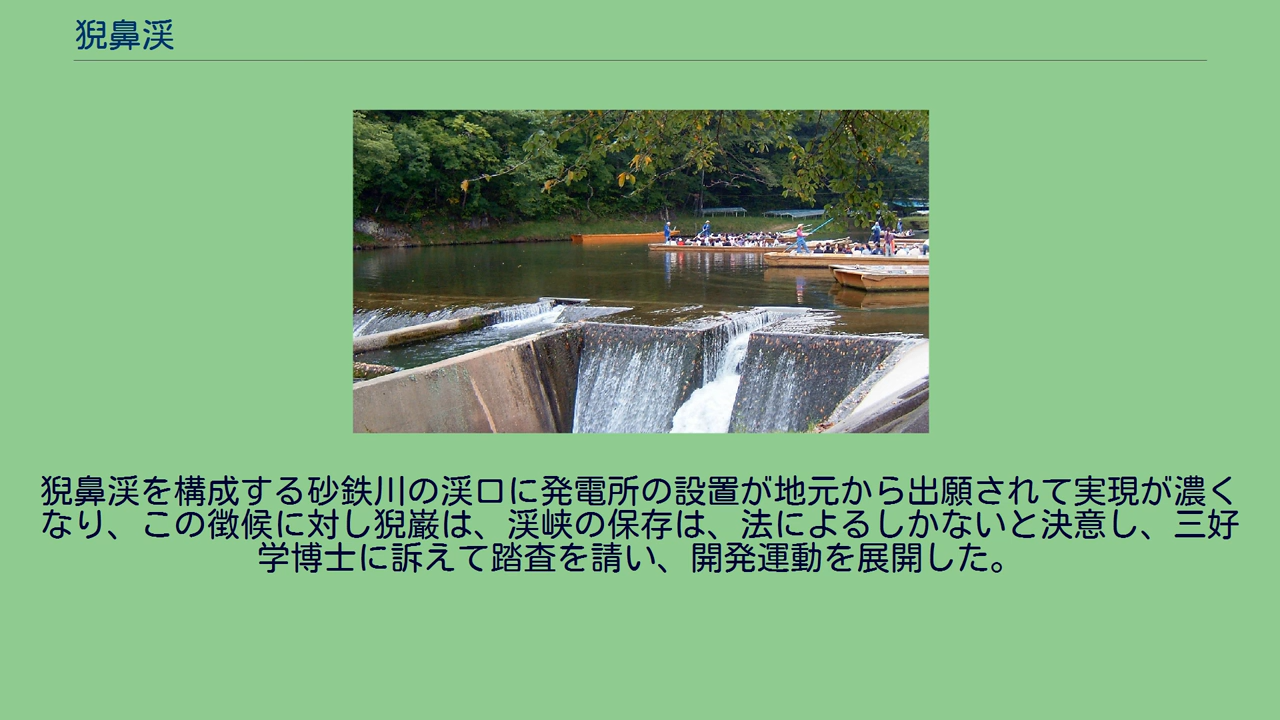 猊鼻渓
猊鼻渓を構成する砂鉄川の渓口に発電所の設置が地元から出願されて実現が濃く
なり、この徴候に対し猊巌は、渓峡の保存は、法によるしかないと決意し、三好
学博士に訴えて踏査を請い、開発運動を展開した。